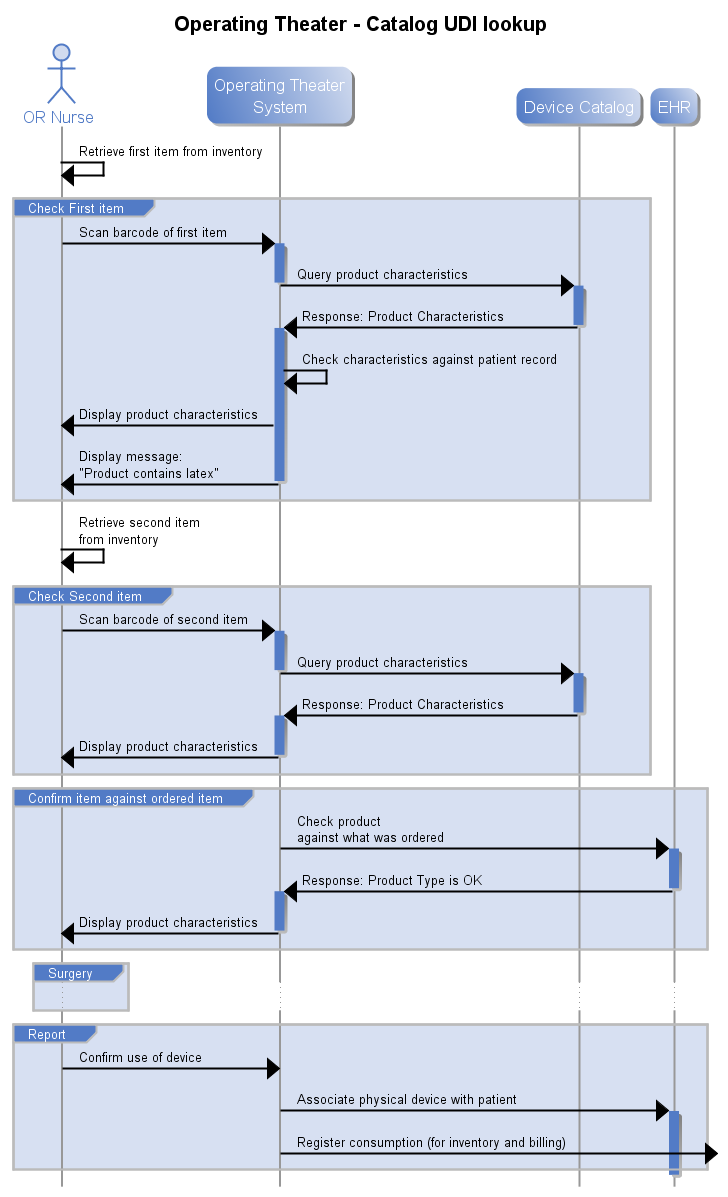 Operating Theater - Catalog UDI lookup
OR Nurse
Operating Theater
System
Device Catalog
EHR
Retrieve first item from inventory
Check First item
Scan barcode of first item
Query product characteristics
Response: Product Characteristics
Check characteristics against patient record
Display product characteristics
Display message:
"Product contains latex"
Retrieve second item
from inventory
Check Second item
Scan barcode of second item
Query product characteristics
Response: Product Characteristics
Display product characteristics
Confirm item against ordered item
Check product
against what was ordered
Response: Product Type is OK
Display product characteristics
Surgery
Report
Confirm use of device
Associate physical device with patient
Register consumption (for inventory and billing)